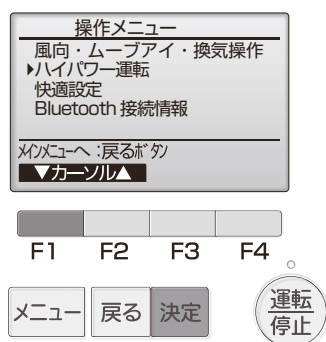 操作メニュー
風向・ムーブアイ・換気操作
▶ハイパワー運転
快適設定
Bluetooth 接続情報
メインメニューへ:戻るボタン
▼カーソル▲
F1 F2 F3 F4
メニュー 戻る 決定 運転
停止